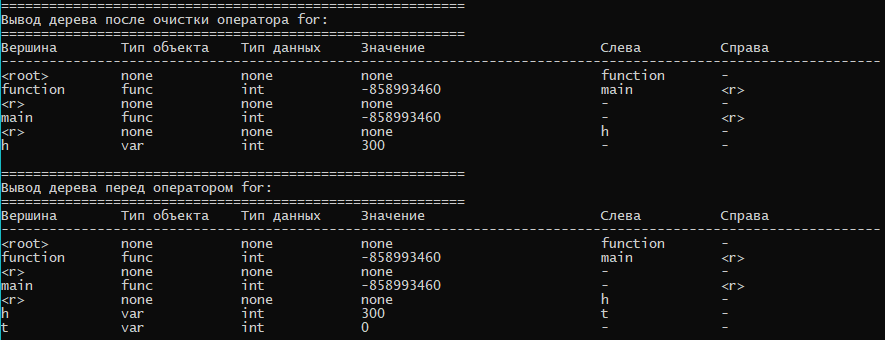 ==========================================================
Вывод дерева после очистки оператора for:
==========================================================
Вершина Тип объекта Тип данных Значение Слева Справа
--------------------------------------------------------------------------------------------------------------
<root> none none none function -
function func int -858993460 main <r>
<r> none none none - -
main func int -858993460 - <r>
<r> none none none h -
h var int 300 - -
==========================================================
Вывод дерева перед оператором for:
==========================================================
Вершина Тип объекта Тип данных Значение Слева Справа
--------------------------------------------------------------------------------------------------------------
<root> none none none function -
function func int -858993460 main <r>
<r> none none none - -
main func int -858993460 - <r>
<r> none none none h -
h var int 300 t -
t var int 0 - -